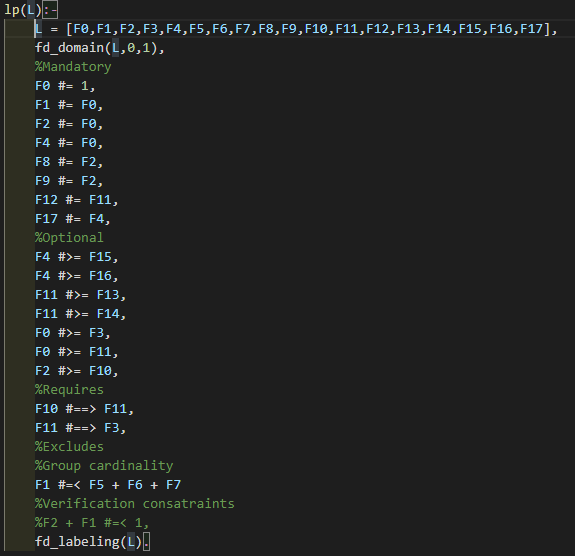 lp(L):-
L = [F0,F1,F2,F3,F4,F5,F6,F7,F8,F9,F10,F11,F12,F13,F14,F15,F16,F17],
fd_domain(L,0,1),
%Mandatory
F0 #= 1,
F1 #= F0,
F2 #= F0,
F4 #= F0,
F8 #= F2,
F9 #= F2,
F12 #= F11,
F17 #= F4,
%Optional
F4 #>= F15,
F4 #>= F16,
F11 #>= F13,
F11 #>= F14,
F0 #>= F3,
F0 #>= F11,
F2 #>= F10,
%Requires
F10 #==> F11,
F11 #==> F3,
%Excludes
%Group cardinality
F1 #=< F5 + F6 + F7
%Verification consatraints
%F2 + F1 #=< 1,
fd_labeling(L).